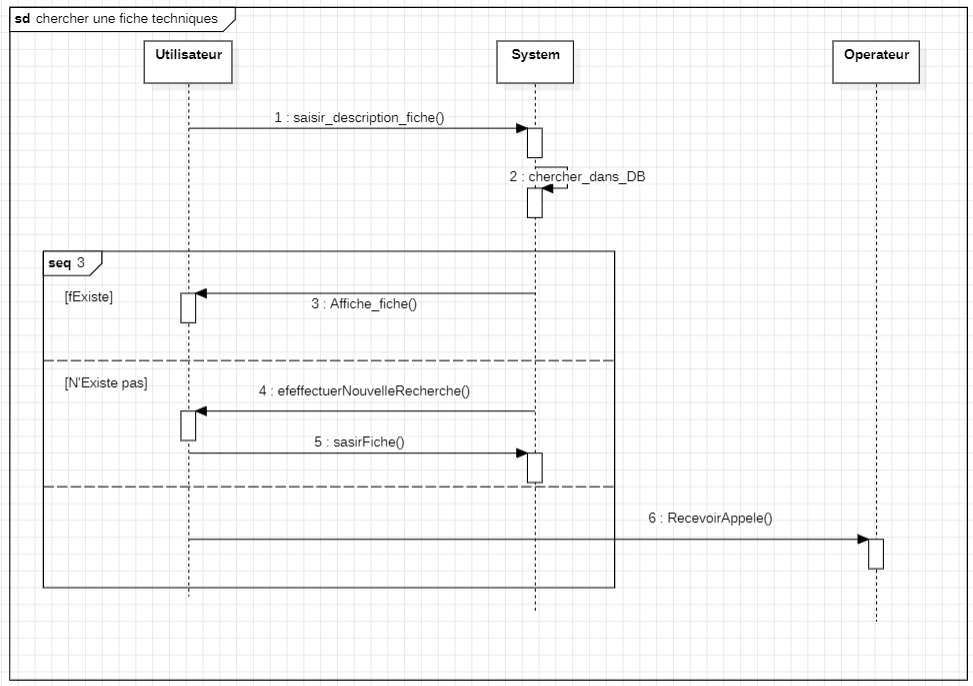 sd chercher une fiche techniques
Utilisateur
System
Operateur
1 : saisir_description_fiche()
2 : chercher_dans_DB
seq 3
[fExiste]
3 : Affiche_fiche()
[N'Existe pas]
4 : efeffectuerNouvelleRecherche()
5 : sasirFiche()
6 : RecevoirAppele()